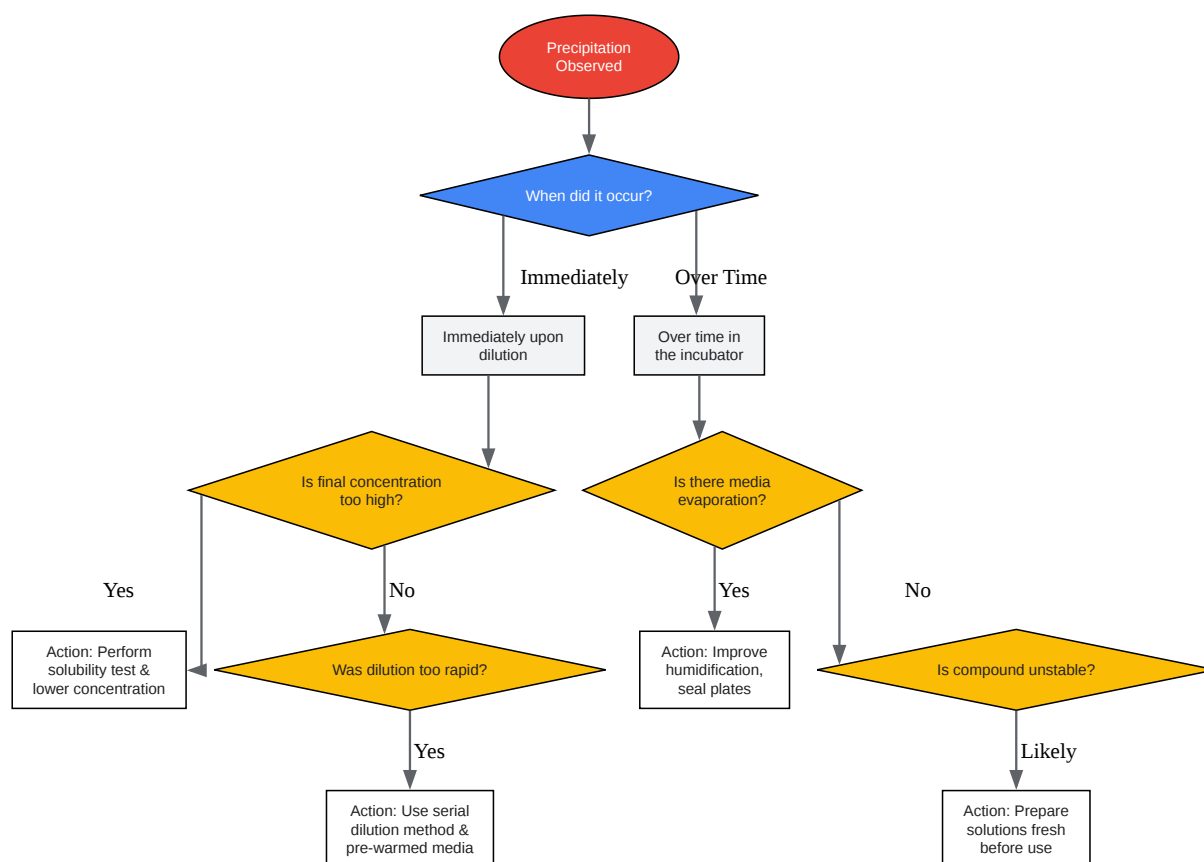 Precipitation
Observed
When did it occur?
Immediately
Over Time
Immediately upon
dilution
Over time in
the incubator
Is final concentration
too high?
Is there media
evaporation?
Yes
No
Yes
No
Action: Perform
solubility test &
lower concentration
Was dilution too rapid?
Action: Improve
humidification,
seal plates
Is compound unstable?
Yes
Likely
Action: Use serial
dilution method &
pre-warmed media
Action: Prepare
solutions fresh
before use